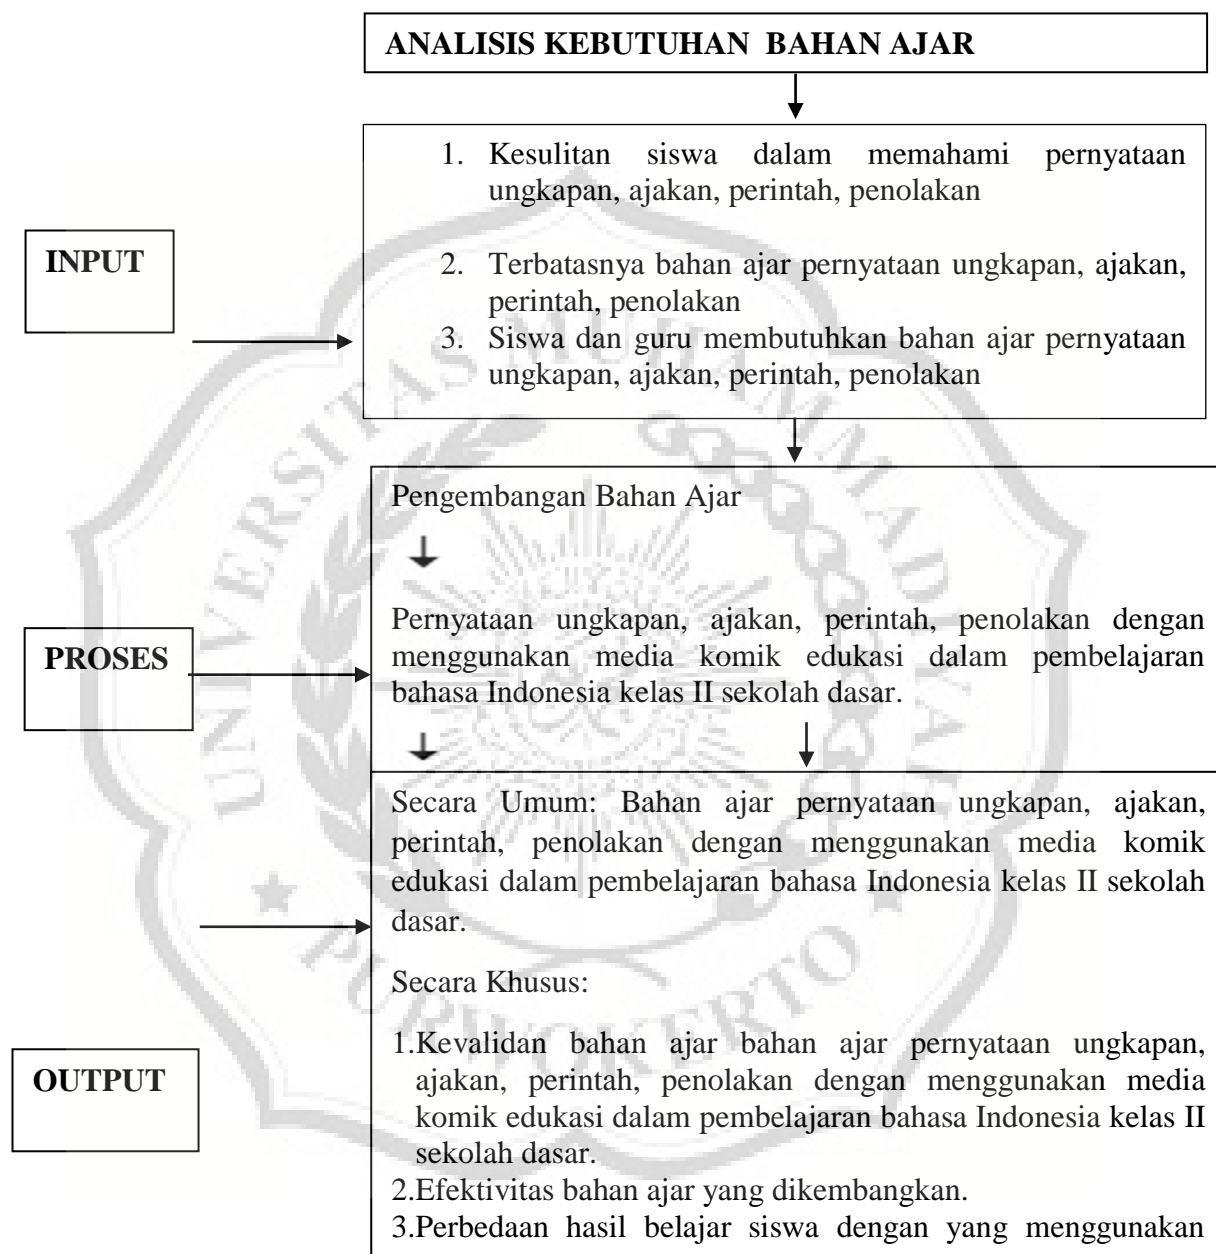 ANALISIS KEBUTUHAN BAHAN AJAR
1. Kesulitan siswa dalam memahami pernyataan
ungkapan, ajakan, perintah, penolakan
INPUT
2. Terbatasnya bahan ajar pernyataan ungkapan, ajakan,
perintah, penolakan
3. Siswa dan guru membutuhkan bahan ajar pernyataan
ungkapan, ajakan, perintah, penolakan
Pengembangan Bahan Ajar
Pernyataan ungkapan, ajakan, perintah, penolakan dengan
menggunakan media komik edukasi dalam pembelajaran
bahasa Indonesia kelas II sekolah dasar.
PROSES
Secara Umum: Bahan ajar pernyataan ungkapan, ajakan,
perintah, penolakan dengan menggunakan media komik
edukasi dalam pembelajaran bahasa Indonesia kelas II sekolah
dasar.
Secara Khusus:
1.Kevalidan bahan ajar bahan ajar pernyataan ungkapan,
ajakan, perintah, penolakan dengan menggunakan media
komik edukasi dalam pembelajaran bahasa Indonesia kelas II
sekolah dasar.
2.Efektivitas bahan ajar yang dikembangkan.
3.Perbedaan hasil belajar siswa dengan yang menggunakan
OUTPUT
UNIVERSITAS MUHAMMADIYAH
PURWOKERTO